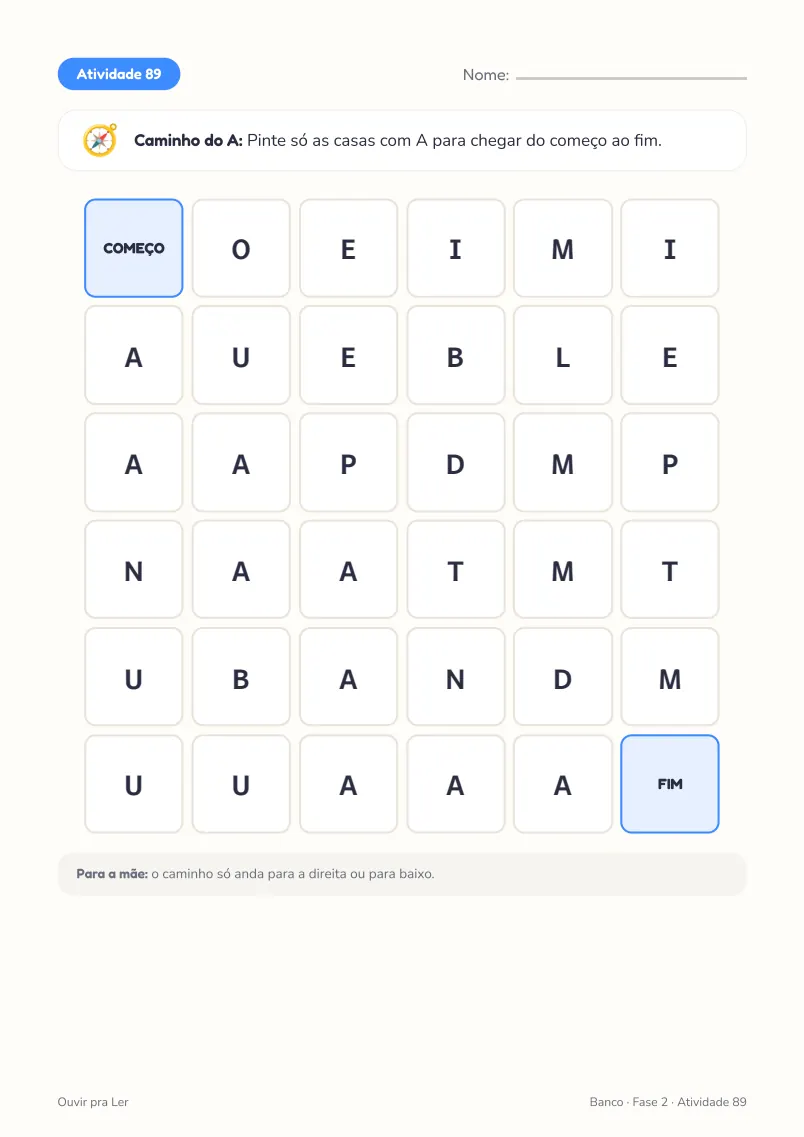 Atividade 89
Nome:
Caminho do A: Pinte só as casas com A para chegar do começo ao fim.
COMEÇO O E I M I
A U E B L E
A A P D M P
N A A T M T
U B A N D M
U U A A A FIM
Para a mãe: o caminho só anda para a direita ou para baixo.
Ouvir pra Ler
Banco · Fase 2 · Atividade 89